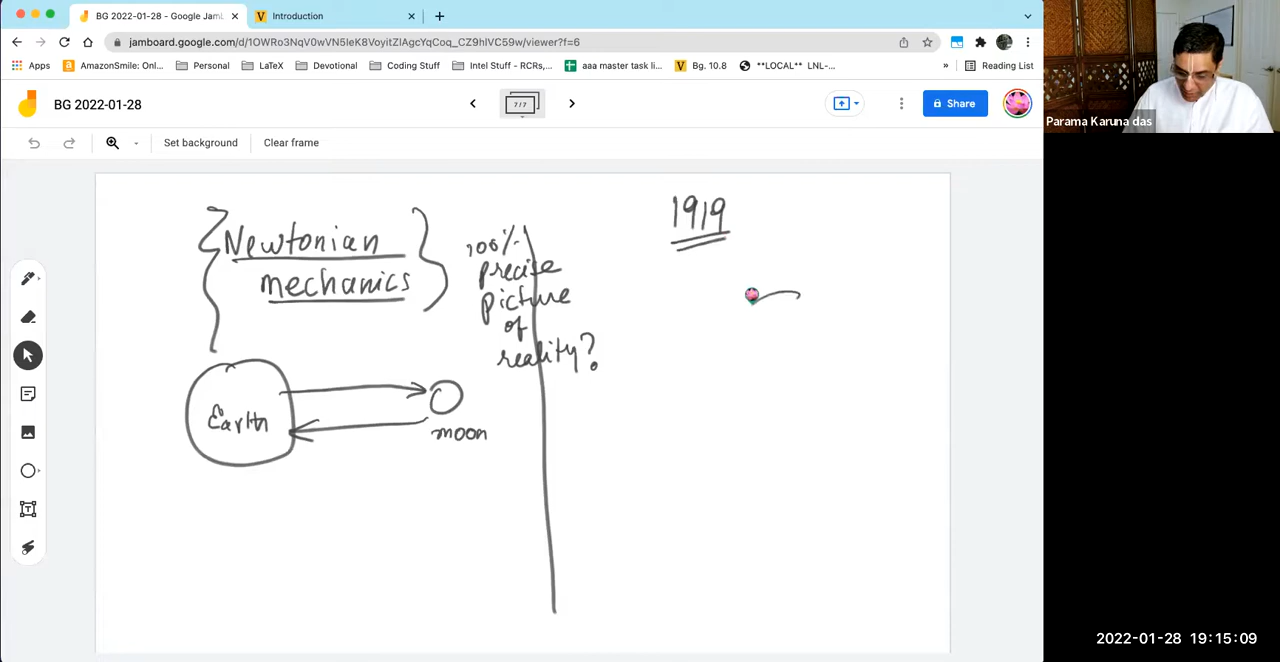 BG 2022-01-28 - Google Jam
Introduction
jamboard.google.com/d/1OWRo3NqV0wVN5leK8VoyitZlAgcYqCoq_CZ9hIVC59w/viewer?f=6
Apps
AmazonSmile: Onl...
Personal
LaTeX
Devotional
Coding Stuff
Intel Stuff - RCRs,...
aaa master task li...
Bg. 10.8
**LOCAL** LNL-...
»
Reading List
BG 2022-01-28
7/7
Share
Set background
Clear frame
Parama Karuna das
Newtonian
mechanics
100%
precise
picture
of
reality?
1919
Earth
moon
2022-01-28 19:15:09